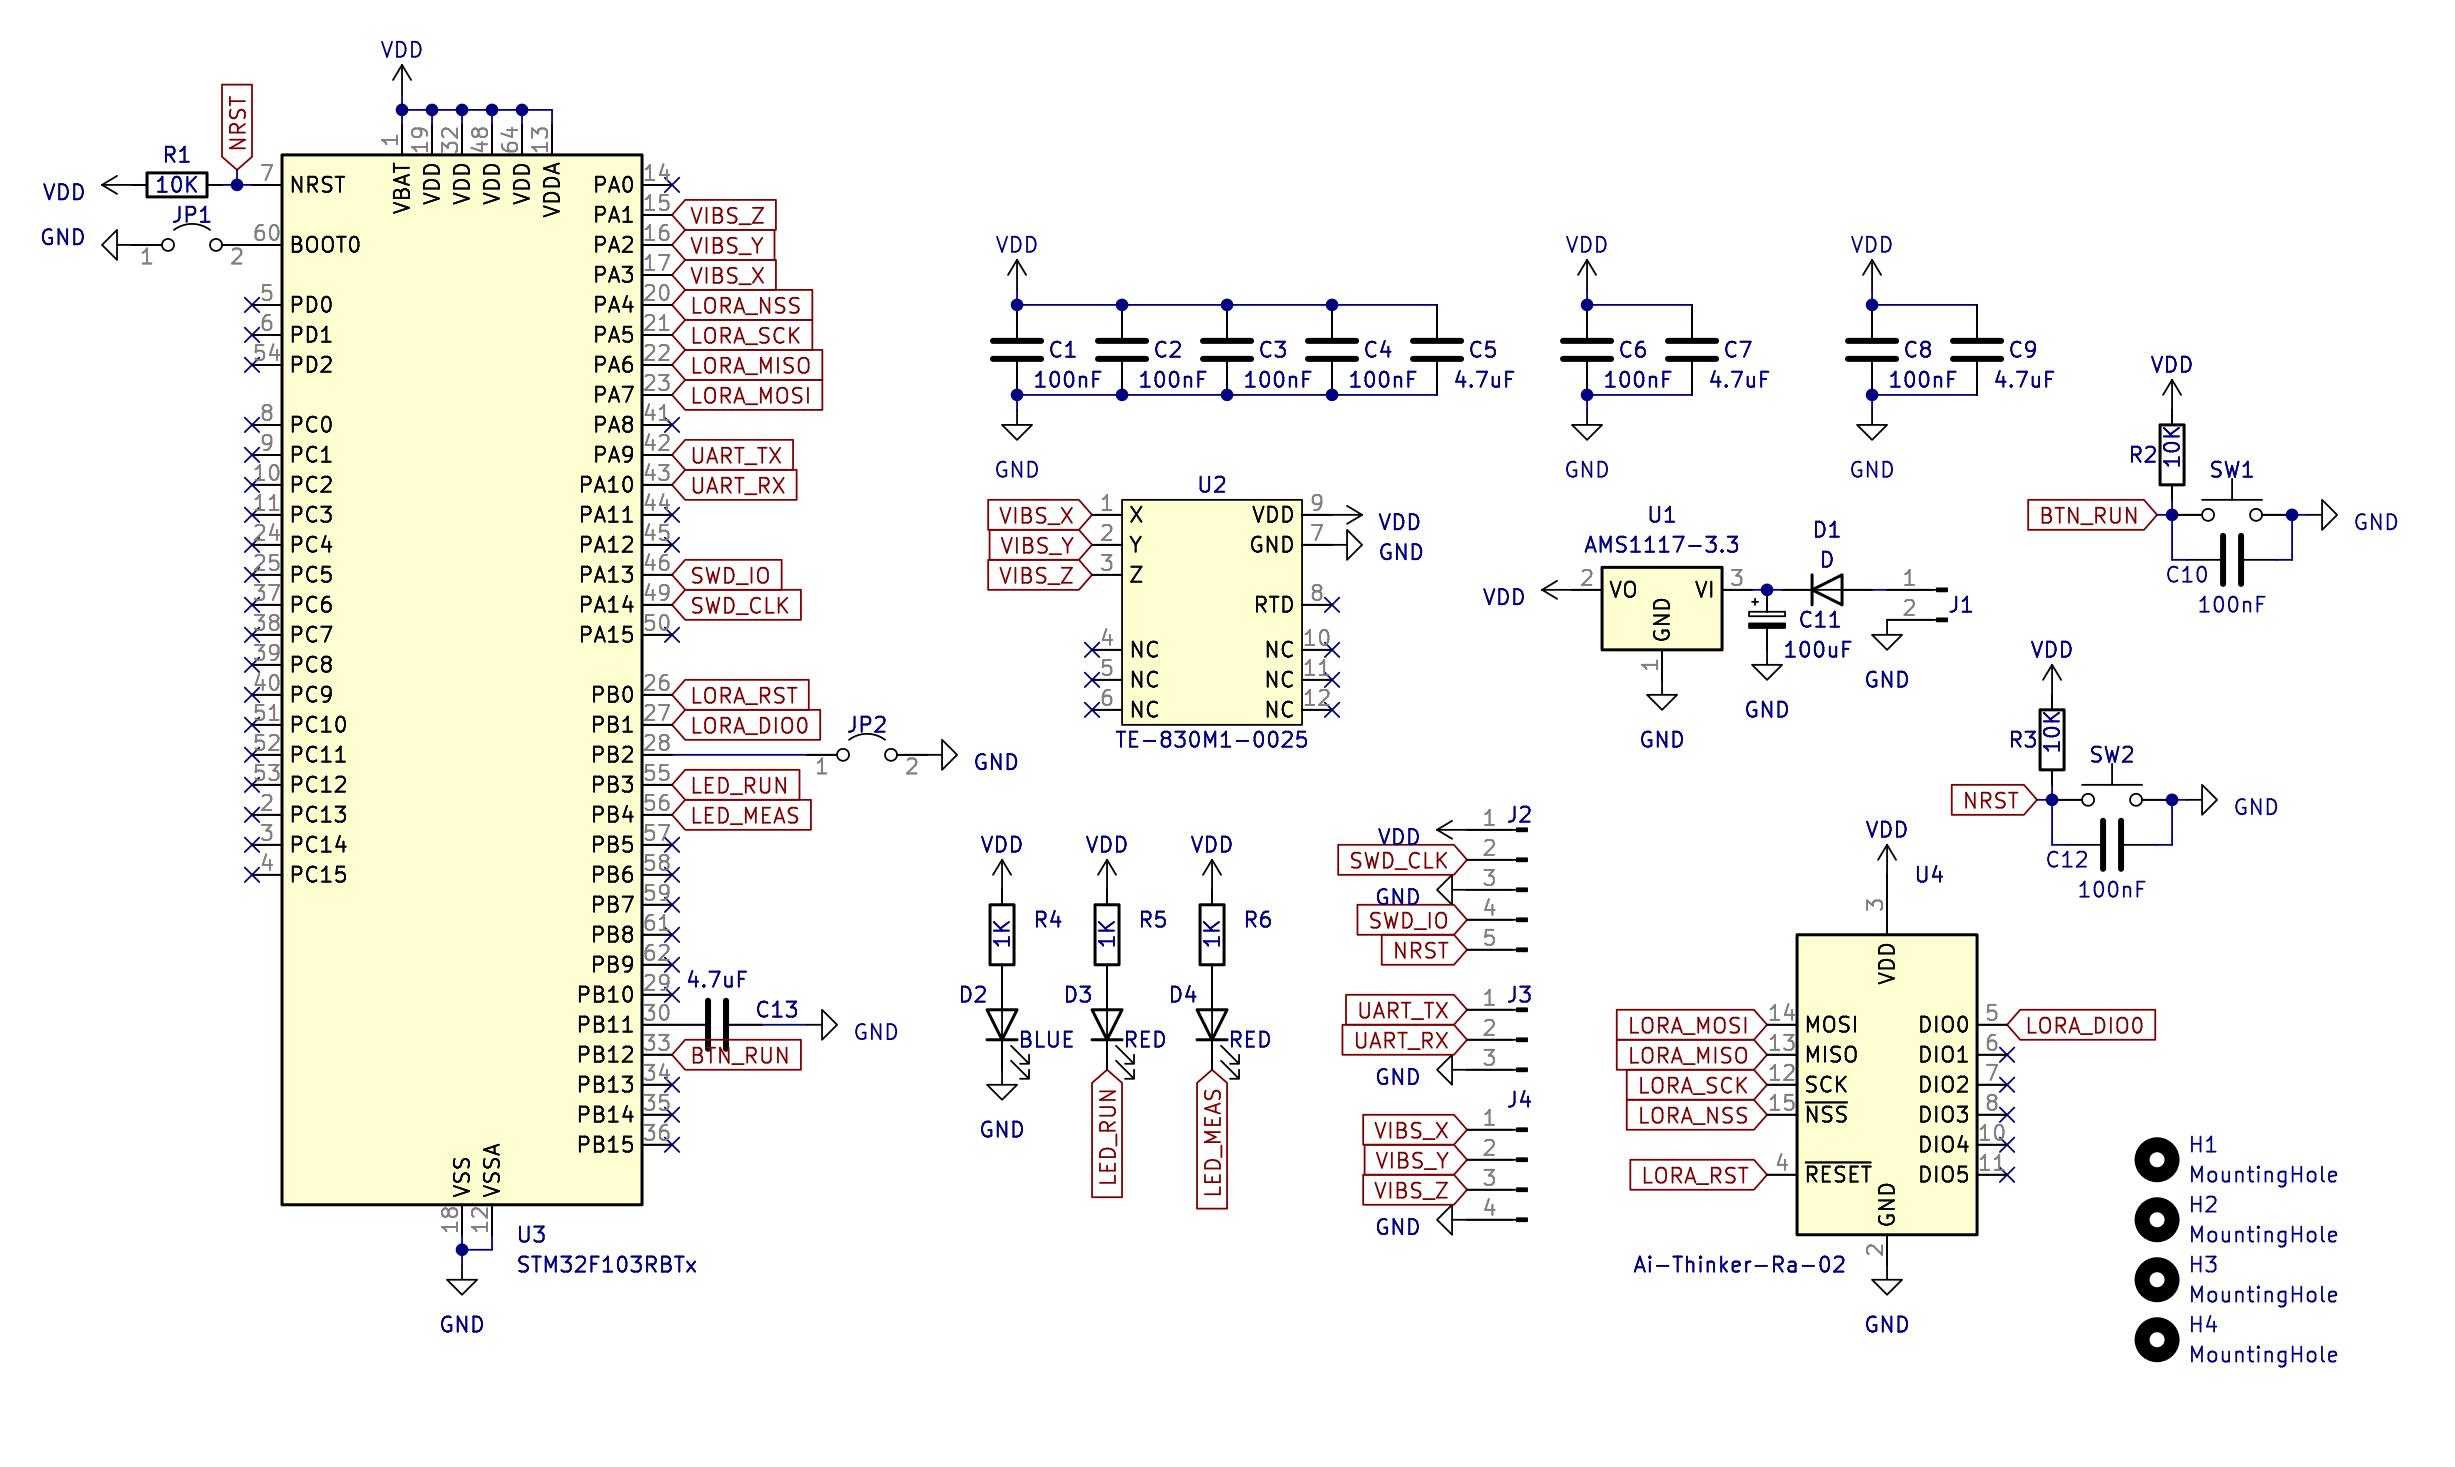 VDD
NRST
R1
10K
VDD
JP1
GND
1
2
7
60
NRST
BOOT0
1
19
32
48
64
13
VBAT
VDD
VDD
VDD
VDD
VDDA
5 PD0
6 PD1
54 PD2
8 PC0
9 PC1
10 PC2
11 PC3
24 PC4
25 PC5
37 PC6
38 PC7
39 PC8
40 PC9
51 PC10
52 PC11
53 PC12
2 PC13
3 PC14
4 PC15
PA0 14
PA1 15 VIBS_Z
PA2 16 VIBS_Y
PA3 17 VIBS_X
PA4 20 LORA_NSS
PA5 21 LORA_SCK
PA6 22 LORA_MISO
PA7 23 LORA_MOSI
PA8 41
PA9 42 UART_TX
PA10 43 UART_RX
PA11 44
PA12 45
PA13 46 SWD_IO
PA14 49 SWD_CLK
PA15 50
PB0 26 LORA_RST
PB1 27 LORA_DIO0
PB2 28
JP2
1
2
GND
PB3 55 LED_RUN
PB4 56 LED_MEAS
PB5 57
PB6 58
PB7 59
PB8 61
PB9 62
PB10 29
4.7uF
PB11 30
C13
GND
PB12 33 BTN_RUN
PB13 34
PB14 35
PB15 36
VSS
VSSA
18
12
U3
STM32F103RBTx
GND
VDD
C1
100nF
C2
100nF
C3
100nF
C4
100nF
C5
4.7uF
GND
VDD
C6
100nF
C7
4.7uF
GND
VDD
C8
100nF
C9
4.7uF
GND
U2
VIBS_X 1 X
VIBS_Y 2 Y
VIBS_Z 3 Z
4 NC
5 NC
6 NC
VDD 9 VDD
GND 7 GND
RTD 8
NC 10
NC 11
NC 12
TE-830M1-0025
U1
AMS1117-3.3
VDD
2
VO
VI
3
GND
1
GND
D1
D
+
C11
100uF
GND
1
2
J1
GND
VDD
R2
10K
SW1
BTN_RUN
GND
C10
100nF
VDD
R3
10K
SW2
NRST
GND
C12
100nF
VDD
R4
1K
D2
BLUE
GND
VDD
R5
1K
D3
RED
LED_RUN
VDD
R6
1K
D4
RED
LED_MEAS
J2
VDD 1
SWD_CLK 2
GND 3
SWD_IO 4
NRST 5
J3
UART_TX 1
UART_RX 2
GND 3
J4
VIBS_X 1
VIBS_Y 2
VIBS_Z 3
GND 4
VDD
U4
3
VDD
LORA_MOSI 14 MOSI
LORA_MISO 13 MISO
LORA_SCK 12 SCK
LORA_NSS 15 NSS
LORA_RST 4 RESET
DIO0 5 LORA_DIO0
DIO1 6
DIO2 7
DIO3 8
DIO4 10
DIO5 11
GND
2
Ai-Thinker-Ra-02
GND
H1
MountingHole
H2
MountingHole
H3
MountingHole
H4
MountingHole